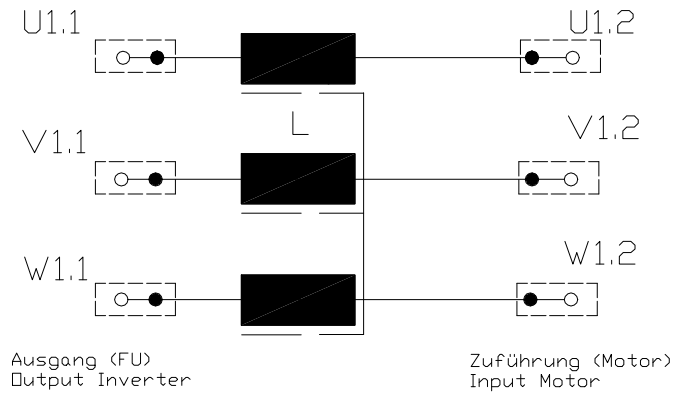 U1.1
U1.2
L
V1.1
V1.2
W1.1
W1.2
Ausgang (FU)
Output Inverter
Zuführung (Motor)
Input Motor